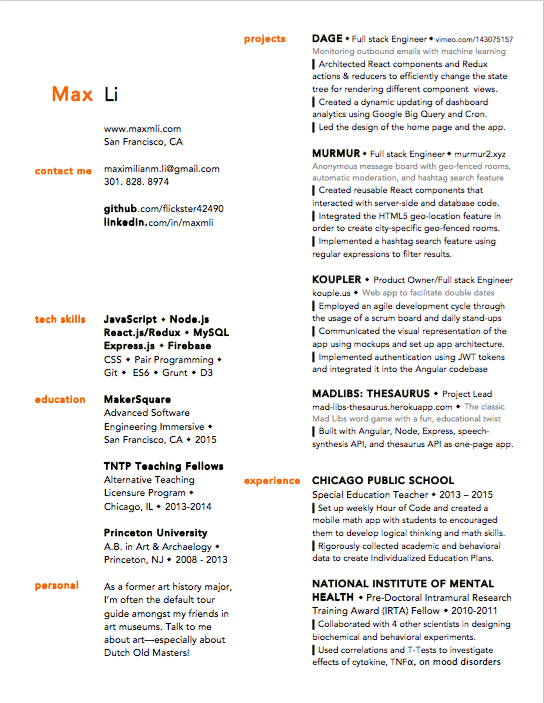 Max Li
www.maxmli.com
San Francisco, CA
contact me
maximilianm.li@gmail.com
301. 828. 8974
github.com/flickster42490
linkedin.com/in/maxmli
tech skills
JavaScript • Node.js
React.js/Redux • MySQL
Express.js • Firebase
CSS • Pair Programming •
Git • ES6 • Grunt • D3
education
MakerSquare
Advanced Software
Engineering Immersive •
San Francisco, CA • 2015
TNTP Teaching Fellows
Alternative Teaching
Licensure Program •
Chicago, IL • 2013-2014
Princeton University
A.B. in Art & Archaelogy •
Princeton, NJ • 2008 - 2013
personal
As a former art history major,
I'm often the default tour
guide amongst my friends in
art museums. Talk to me
about art—especially about
Dutch Old Masters!
projects
DAGE • Full stack Engineer • vimeo.com/143075157
Monitoring outbound emails with machine learning
Architected React components and Redux
actions & reducers to efficiently change the state
tree for rendering different component views.
Created a dynamic updating of dashboard
analytics using Google Big Query and Cron.
Led the design of the home page and the app.
MURMUR • Full stack Engineer • murmur2.xyz
Anonymous message board with geo-fenced rooms,
automatic moderation, and hashtag search feature
Created reusable React components that
interacted with server-side and database code.
Integrated the HTML5 geo-location feature in
order to create city-specific geo-fenced rooms.
Implemented a hashtag search feature using
regular expressions to filter results.
KOUPLER • Product Owner/Full stack Engineer
kouple.us • Web app to facilitate double dates
Employed an agile development cycle through
the usage of a scrum board and daily stand-ups
Communicated the visual representation of the
app using mockups and set up app architecture.
Implemented authentication using JWT tokens
and integrated it into the Angular codebase
MADLIBS: THESAURUS • Project Lead
mad-libs-thesaurus.herokuapp.com • The classic
Mad Libs word game with a fun, educational twist
Built with Angular, Node, Express, speech-
synthesis API, and thesaurus API as one-page app.
experience
CHICAGO PUBLIC SCHOOL
Special Education Teacher • 2013 – 2015
Set up weekly Hour of Code and created a
mobile math app with students to encouraged
them to develop logical thinking and math skills.
Rigorously collected academic and behavioral
data to create Individualized Education Plans.
NATIONAL INSTITUTE OF MENTAL
HEALTH • Pre-Doctoral Intramural Research
Training Award (IRTA) Fellow • 2010-2011
Collaborated with 4 other scientists in designing
biochemical and behavioral experiments.
Used correlations and T-Tests to investigate
effects of cytokine, TNFα, on mood disorders